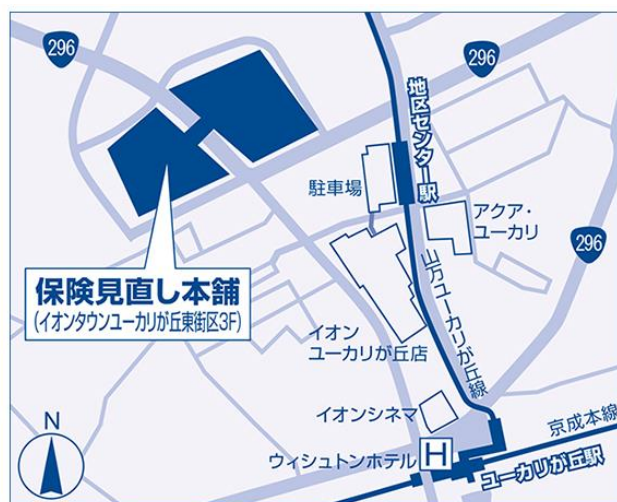 296
296
地区センター駅
駐車場
アクア・
ユーカリ
296
保険見直し本舗
(イオンタウンユーカリが丘東街区3F)
イオン
ユーカリが丘店
山万ユーカリが丘線
イオンシネマ
N
京成本線
ウィシュトンホテル H
ユーカリが丘駅